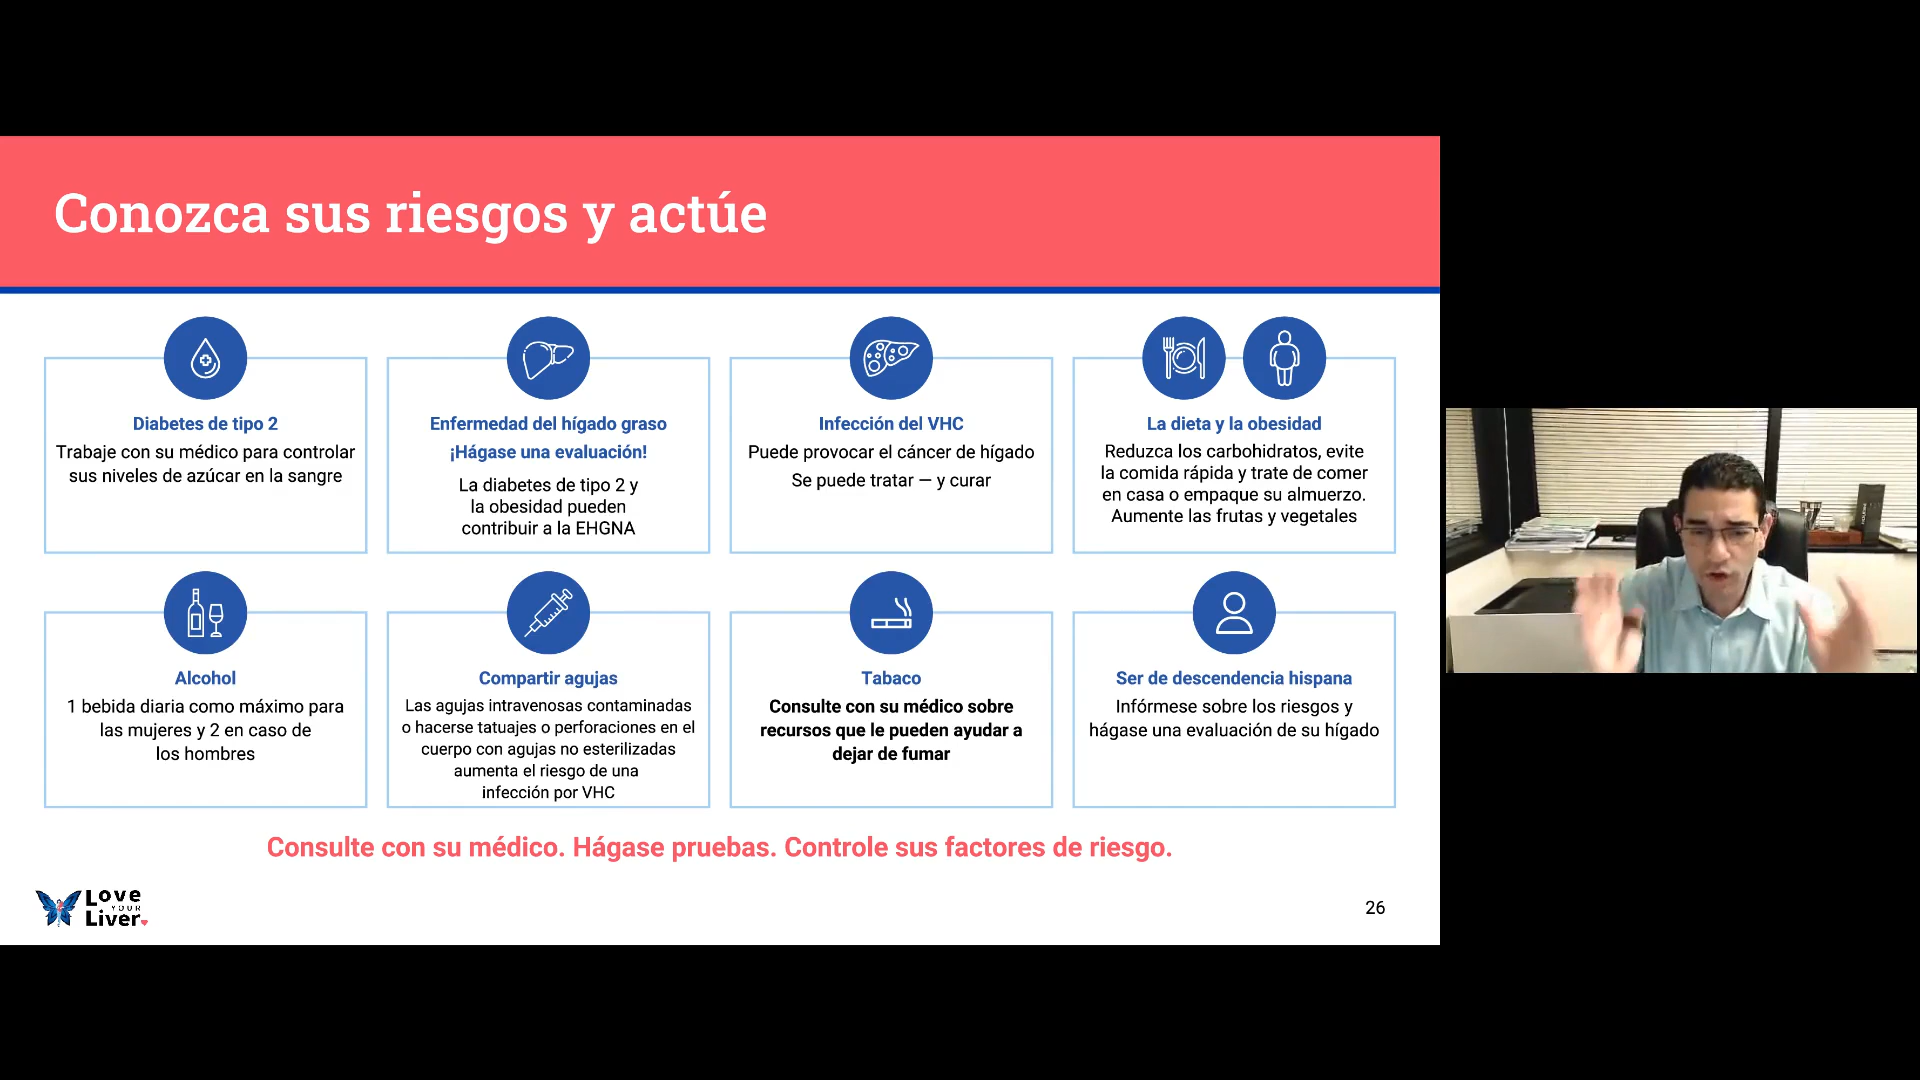 Conozca sus riesgos y actúe
Diabetes de tipo 2
Trabaje con su médico para controlar
sus niveles de azúcar en la sangre
Enfermedad del hígado graso
¡Hágase una evaluación!
La diabetes de tipo 2 y
la obesidad pueden
contribuir a la EHGNA
Infección del VHC
Puede provocar el cáncer de hígado
Se puede tratar — y curar
La dieta y la obesidad
Reduzca los carbohidratos, evite
la comida rápida y trate de comer
en casa o empaque su almuerzo.
Aumente las frutas y vegetales
Alcohol
1 bebida diaria como máximo para
las mujeres y 2 en caso de
los hombres
Compartir agujas
Las agujas intravenosas contaminadas
o hacerse tatuajes o perforaciones en el
cuerpo con agujas no esterilizadas
aumenta el riesgo de una
infección por VHC
Tabaco
Consulte con su médico sobre
recursos que le pueden ayudar a
dejar de fumar
Ser de descendencia hispana
Infórmese sobre los riesgos y
hágase una evaluación de su hígado
Consulte con su médico. Hágase pruebas. Controle sus factores de riesgo.
Love
YOUR
Liver
26